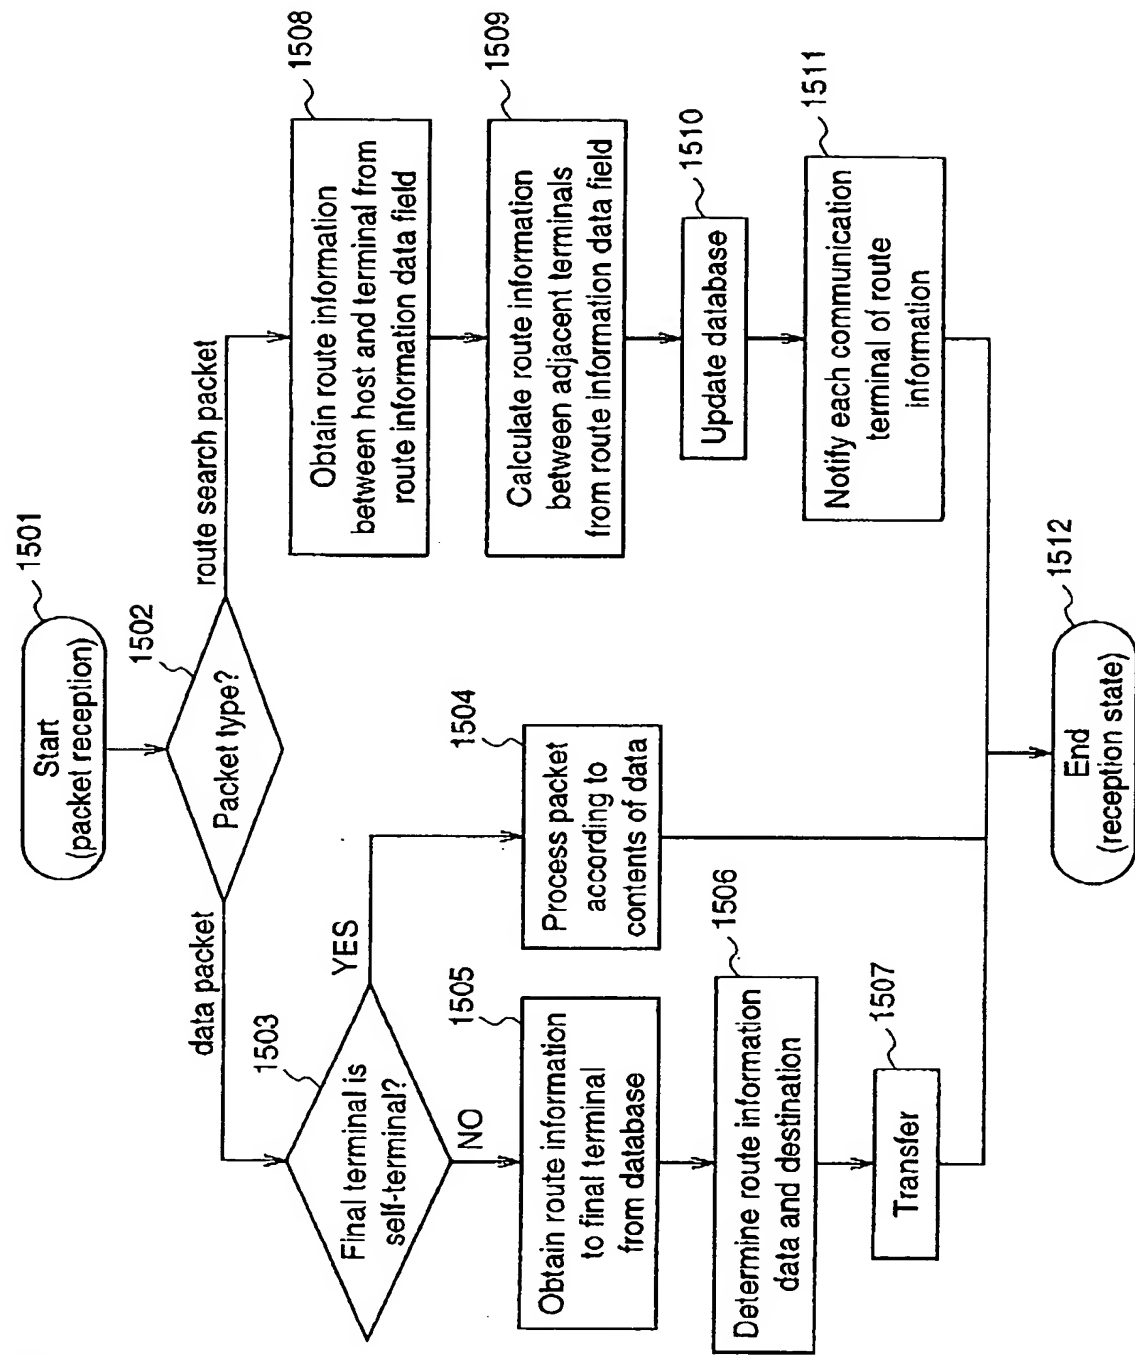 Start
(packet reception)
1501
Packet type?
1502
data packet
route search packet
Final terminal is
self-terminal?
1503
YES
NO
Process packet
according to
contents of data
1504
Obtain route information
to final terminal
from database
1505
Determine route information
data and destination
1506
Transfer
1507
Obtain route information
between host and terminal from
route information data field
1508
Calculate route information
between adjacent terminals
from route information data field
1509
Update database
1510
Notify each communication
terminal of route
information
1511
End
(reception state)
1512